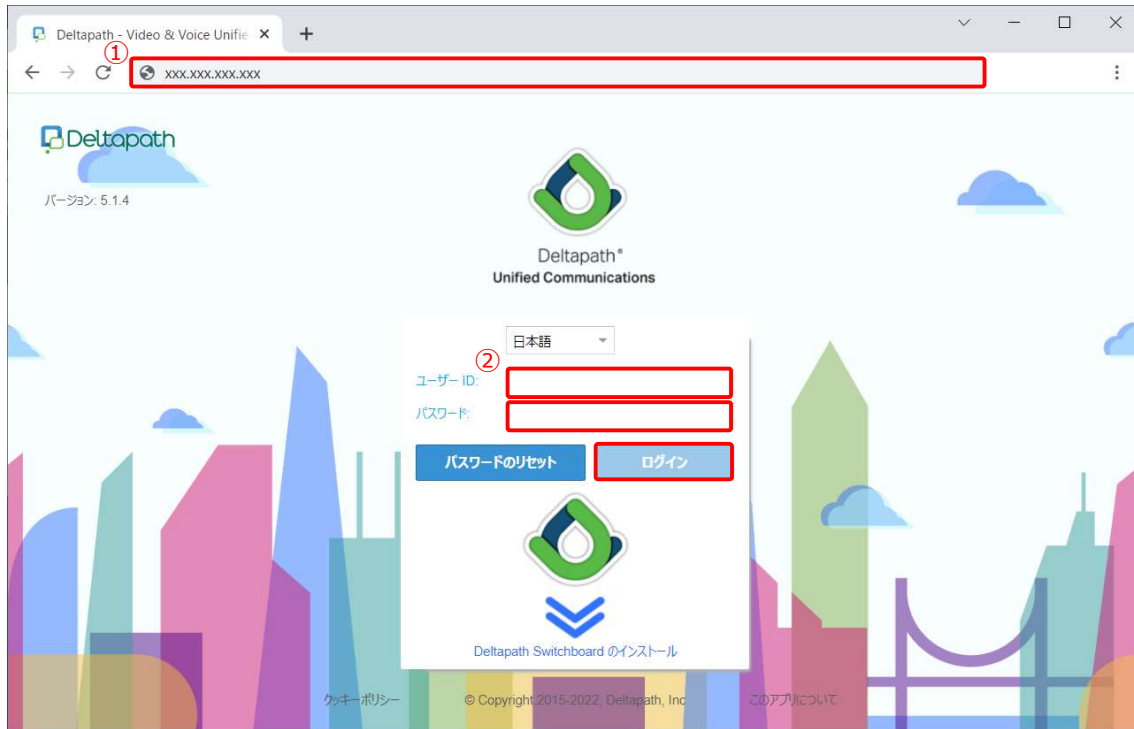 Deltapath - Video & Voice Unifie
①
xxx.xxx.xxx.xxx
Deltapath
バージョン: 5.1.4
Deltapath®
Unified Communications
日本語
②
ユーザー ID:
パスワード:
パスワードのリセット ログイン
Deltapath Switchboard のインストール
クッキーポリシー © Copyright 2015-2022, Deltapath, Inc このアプリについて